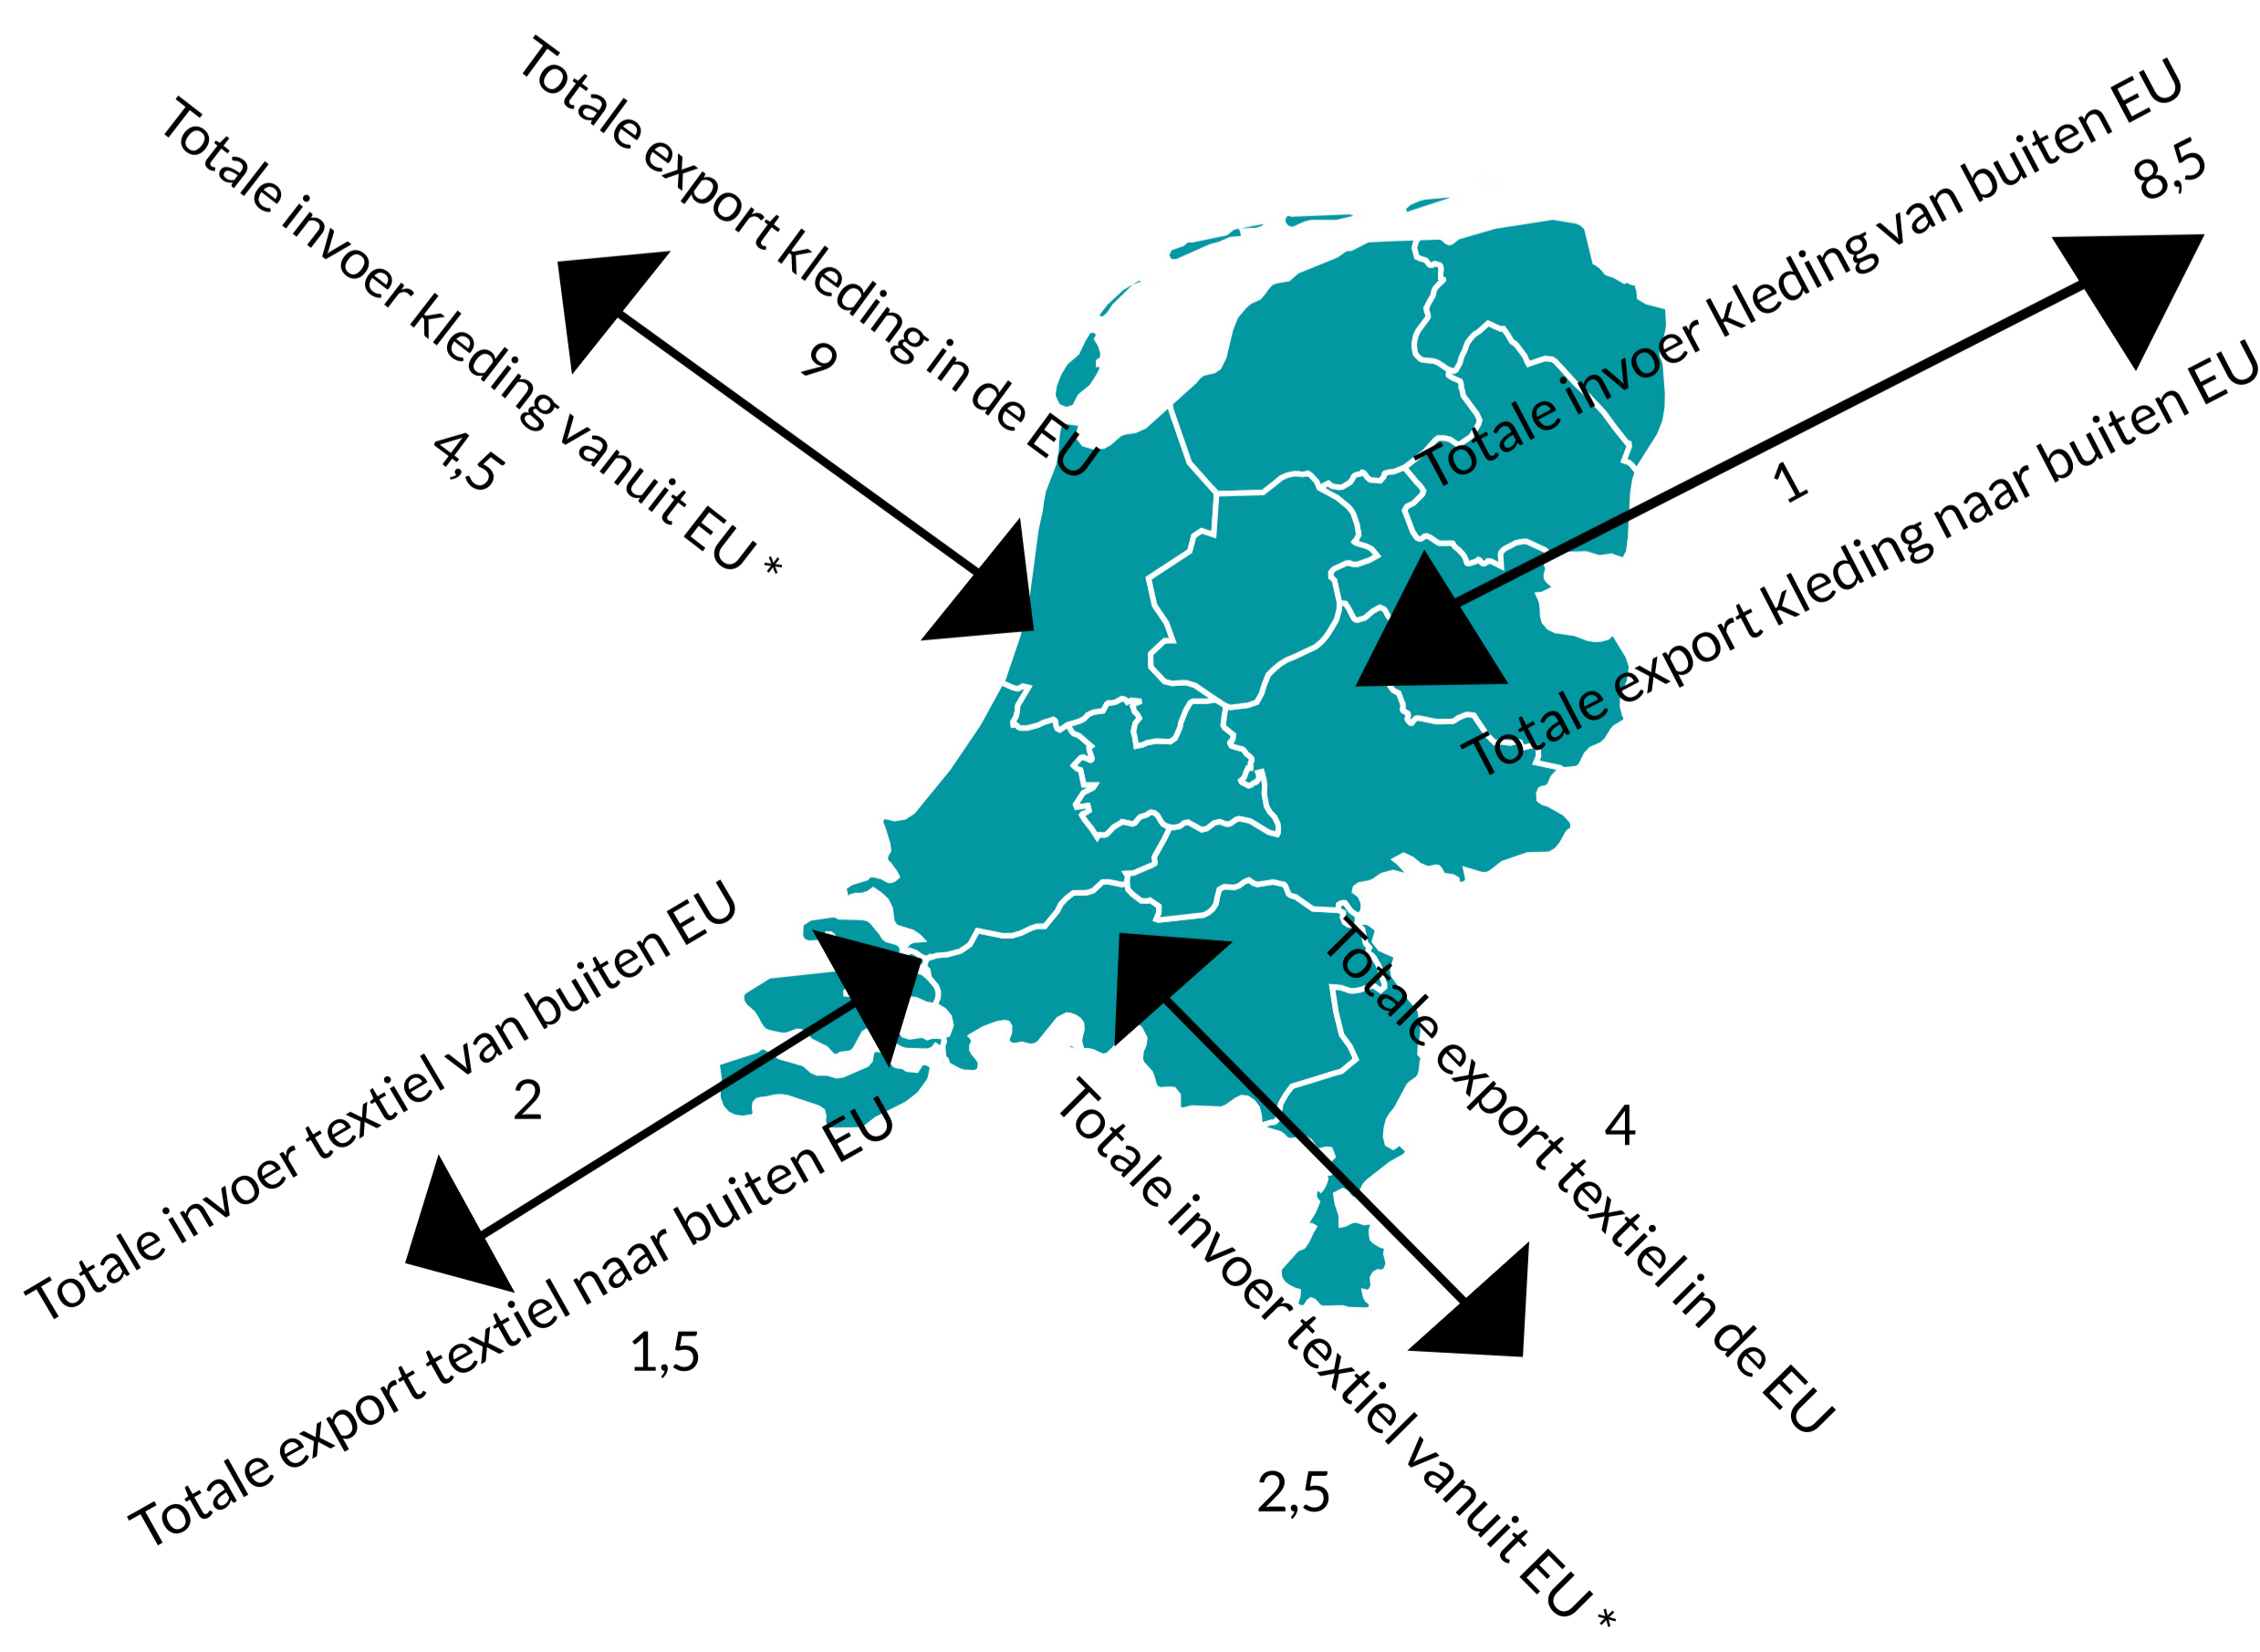 Totale export kleding in de EU
9
Totale invoer kleding vanuit EU *
4,5
Totale invoer kleding van buiten EU
8,5
1
Totale export kleding naar buiten EU
Totale invoer textiel van buiten EU
2
Totale export textiel naar buiten EU
1,5
Totale export textiel in de EU
4
Totale invoer textiel vanuit EU *
2,5